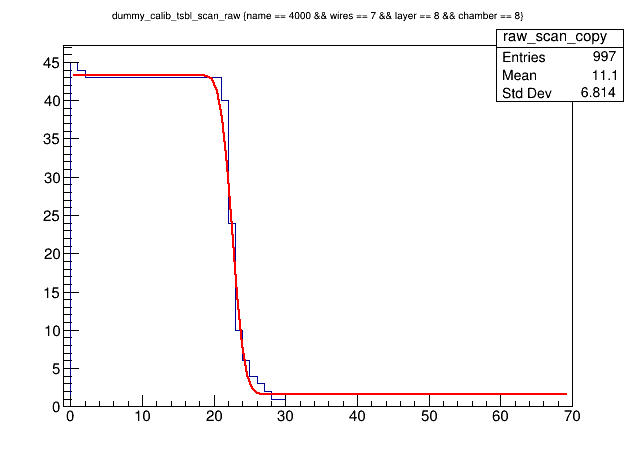 dummy_calib_tsbl_scan_raw {name == 4000 && wires == 7 && layer == 8 && chamber == 8}
raw_scan_copy
Entries 997
Mean 11.1
Std Dev 6.814
45
40
35
30
25
20
15
10
5
0
0 10 20 30 40 50 60 70